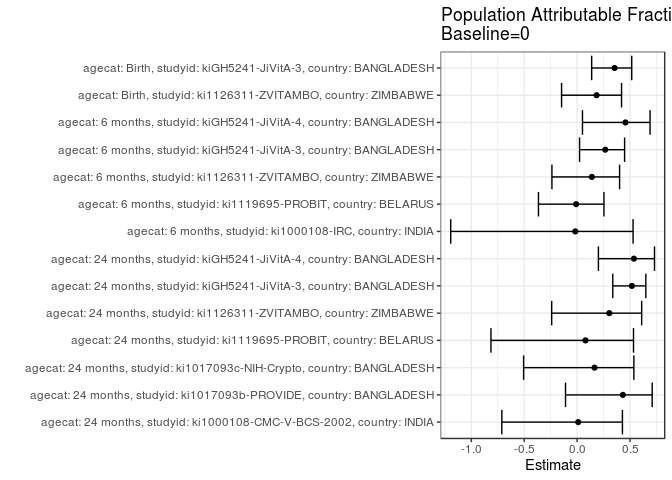 Population Attributable Fracti
Baseline=0
agecat: Birth, studyid: kiGH5241-JiVitA-3, country: BANGLADESH
agecat: Birth, studyid: ki1126311-ZVITAMBO, country: ZIMBABWE
agecat: 6 months, studyid: kiGH5241-JiVitA-4, country: BANGLADESH
agecat: 6 months, studyid: kiGH5241-JiVitA-3, country: BANGLADESH
agecat: 6 months, studyid: ki1126311-ZVITAMBO, country: ZIMBABWE
agecat: 6 months, studyid: ki1119695-PROBIT, country: BELARUS
agecat: 6 months, studyid: ki1000108-IRC, country: INDIA
agecat: 24 months, studyid: kiGH5241-JiVitA-4, country: BANGLADESH
agecat: 24 months, studyid: kiGH5241-JiVitA-3, country: BANGLADESH
agecat: 24 months, studyid: ki1126311-ZVITAMBO, country: ZIMBABWE
agecat: 24 months, studyid: ki1119695-PROBIT, country: BELARUS
agecat: 24 months, studyid: ki1017093c-NIH-Crypto, country: BANGLADESH
agecat: 24 months, studyid: ki1017093b-PROVIDE, country: BANGLADESH
agecat: 24 months, studyid: ki1000108-CMC-V-BCS-2002, country: INDIA
-1.0 -0.5 0.0 0.5
Estimate